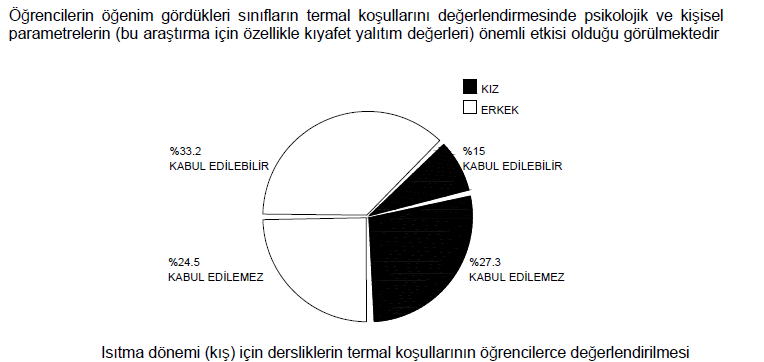 Öğrencilerin öğenim gördükleri sınıfların termal koşullarını değerlendirmesinde psikolojik ve kişisel
parametrelerin (bu araştırma için özellikle kıyafet yalıtım değerleri) önemli etkisi olduğu görülmektedir
KIZ
ERKEK
%33.2
KABUL EDİLEBİLİR
%15
KABUL EDİLEBİLİR
%24.5
KABUL EDİLEMEZ
%27.3
KABUL EDİLEMEZ
Isıtma dönemi (kış) için dersliklerin termal koşullarının öğrencilerce değerlendirilmesi